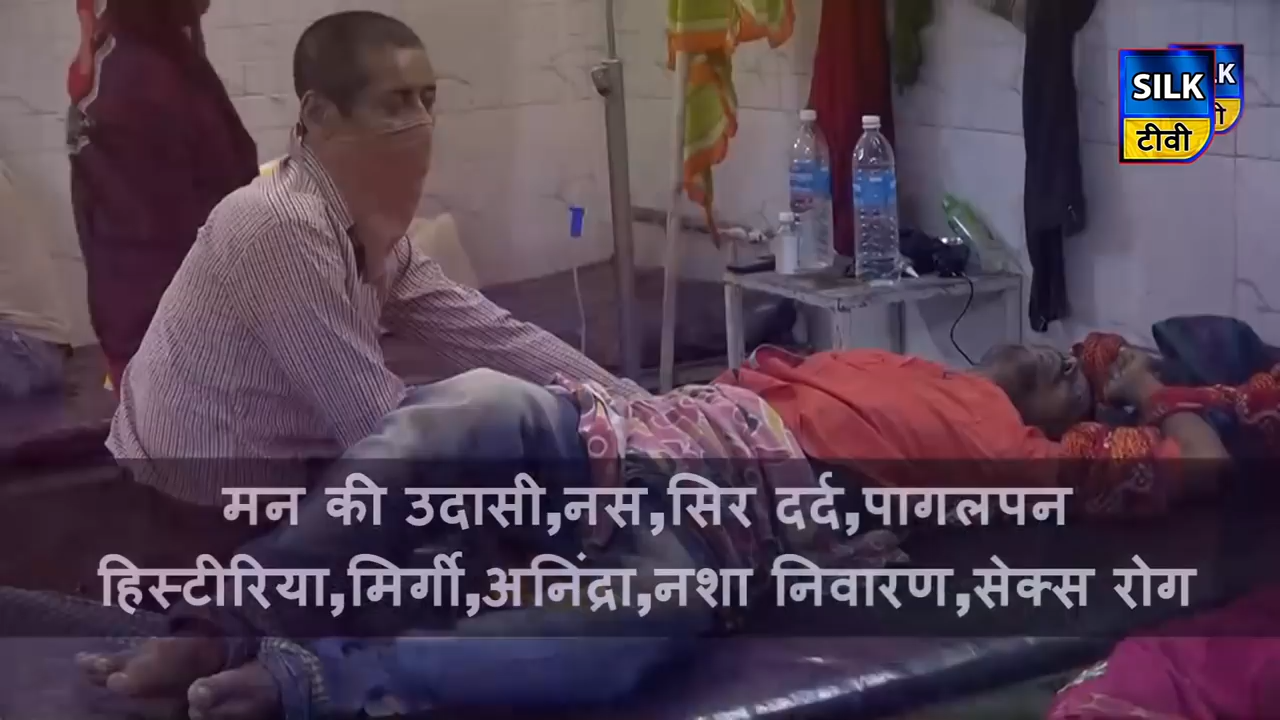 SILK
टीवी
मन की उदासी,नस,सिर दर्द,पागलपन
हिस्टीरिया,मिर्गी,अनिंद्रा,नशा निवारण,सेक्स रोग